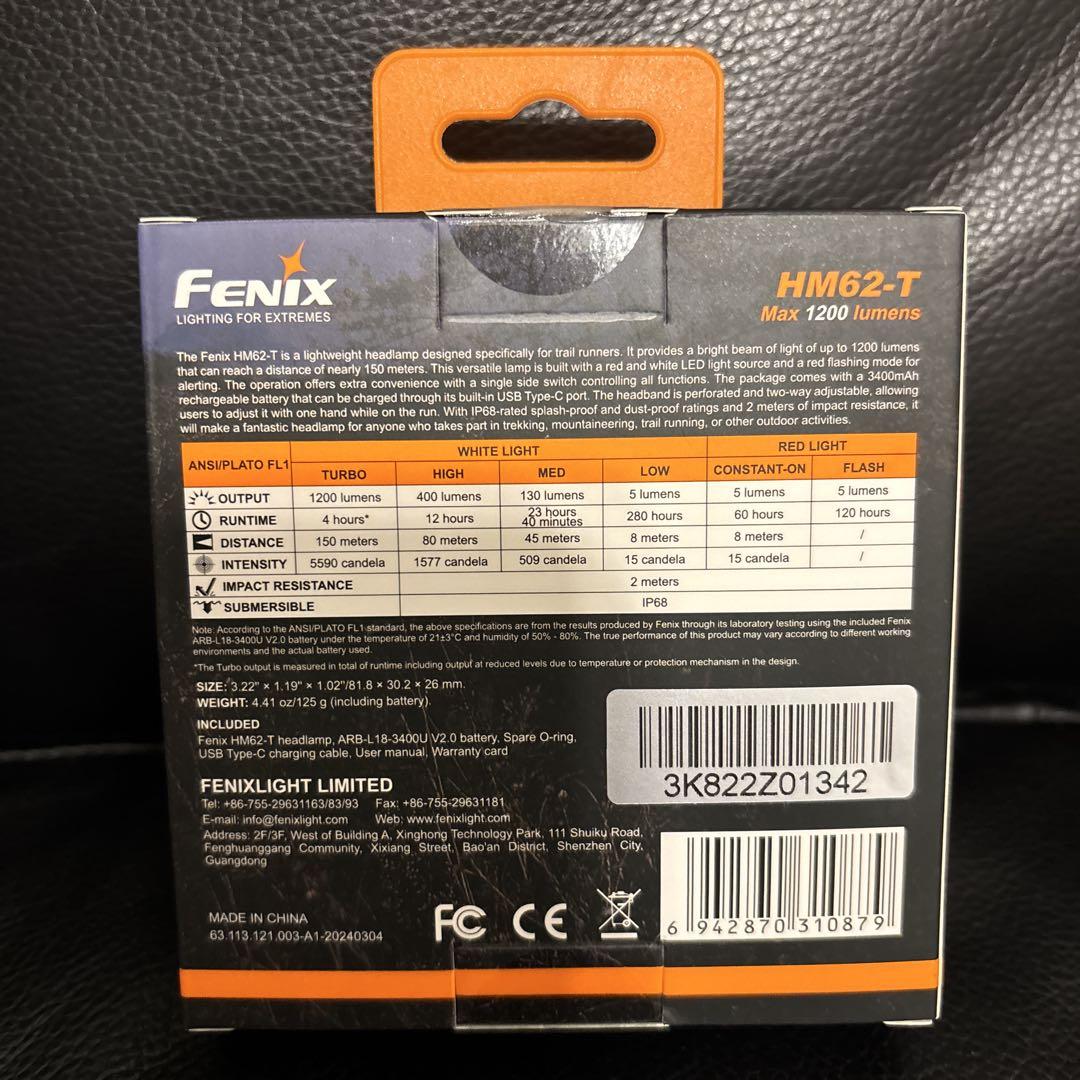 FENIX
LIGHTING FOR EXTREMES
HM62-T
Max 1200 lumens
The Fenix HM62-T is a lightweight headlamp designed specifically for trail runners. It provides a bright beam of light of up to 1200 lumens
that can reach a distance of nearly 150 meters. This versatile lamp is built with a red and white LED light source and a red flashing mode for
alerting. The operation offers extra convenience with a single side switch controlling all functions. The package comes with a 3400mAh
rechargeable battery that can be charged through its built-in USB Type-C port. The headband is perforated and two-way adjustable, allowing
users to adjust it with one hand while on the run. With IP68-rated splash-proof and dust-proof ratings and 2 meters of impact resistance, it
will make a fantastic headlamp for anyone who takes part in trekking, mountaineering, trail running, or other outdoor activities.
ANSI/PLATO FL1 WHITE LIGHT RED LIGHT
TURBO HIGH MED LOW CONSTANT-ON FLASH
OUTPUT 1200 lumens 400 lumens 130 lumens 5 lumens 5 lumens 5 lumens
RUNTIME 4 hours* 12 hours 23 hours 40 minutes 280 hours 60 hours 120 hours
DISTANCE 150 meters 80 meters 45 meters 8 meters 8 meters /
INTENSITY 5590 candela 1577 candela 509 candela 15 candela 15 candela /
IMPACT RESISTANCE 2 meters
SUBMERSIBLE IP68
Note: According to the ANSI/PLATO FL1 standard, the above specifications are from the results produced by Fenix through its laboratory testing using the included Fenix
ARB-L18-3400U V2.0 battery under the temperature of 21±3°C and humidity of 50% - 80%. The true performance of this product may vary according to different working
environments and the actual battery used.
*The Turbo output is measured in total of runtime including output at reduced levels due to temperature or protection mechanism in the design.
SIZE: 3.22" × 1.19" × 1.02"/81.8 × 30.2 × 26 mm.
WEIGHT: 4.41 oz/125 g (including battery).
INCLUDED
Fenix HM62-T headlamp, ARB-L18-3400U V2.0 battery, Spare O-ring,
USB Type-C charging cable, User manual, Warranty card
3K822Z01342
FENIXLIGHT LIMITED
Tel: +86-755-29631163/83/93 Fax: +86-755-29631181
E-mail: info@fenixlight.com Web: www.fenixlight.com
Address: 2F/3F, West of Building A, Xinghong Technology Park, 111 Shuiku Road,
Fenghuanggang Community, Xixiang Street, Bao'an District, Shenzhen City,
Guangdong
MADE IN CHINA
63.113.121.003-A1-20240304
FC CE
6 942870 310879